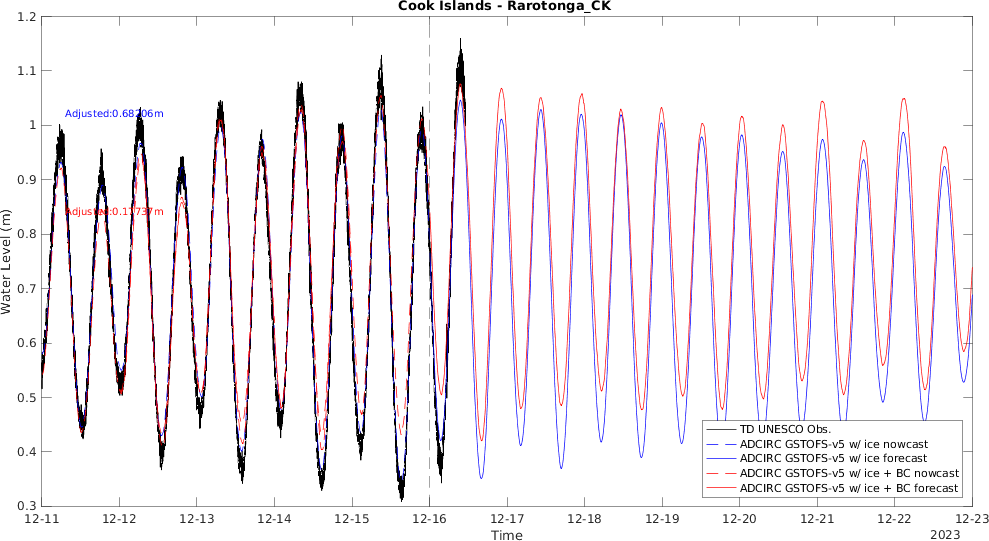 Cook Islands - Rarotonga_CK
1.2
1.1
1
0.9
0.8
0.7
0.6
0.5
0.4
0.3
Water Level (m)
Adjusted:0.68206m
Adjusted:0.11737m
TD UNESCO Obs.
ADCIRC GSTOFS-v5 w/ ice nowcast
ADCIRC GSTOFS-v5 w/ ice forecast
ADCIRC GSTOFS-v5 w/ ice + BC nowcast
ADCIRC GSTOFS-v5 w/ ice + BC forecast
12-11 12-12 12-13 12-14 12-15 12-16 12-17 12-18 12-19 12-20 12-21 12-22 12-23
Time
2023